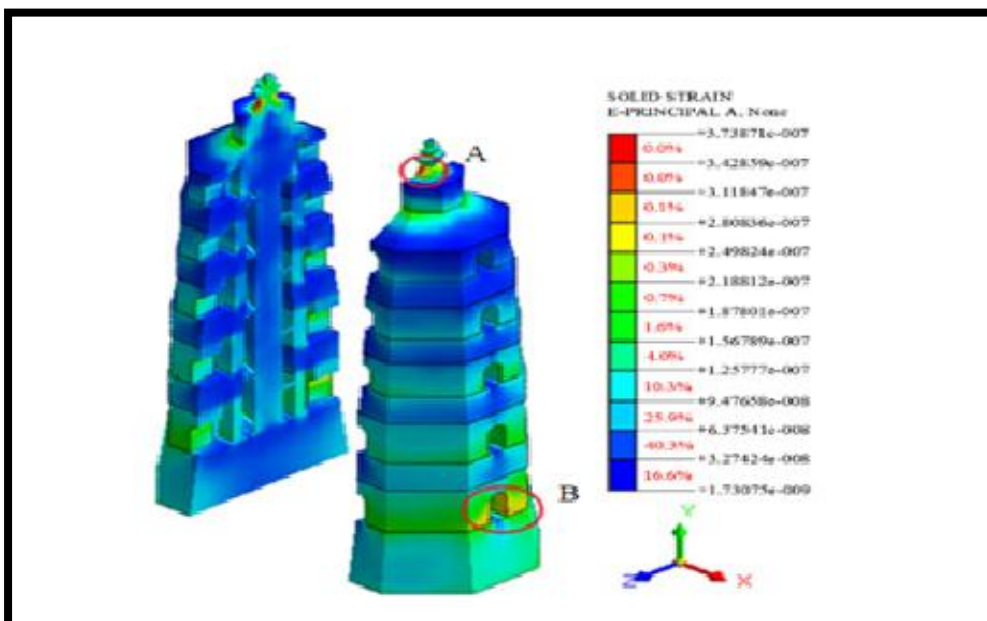 A
B
SOLID STRAIN
E-PRINCIPAL A, None
+3.73871e-007
0.0%
+3.42859e-007
0.0%
+3.11847e-007
0.1%
+2.80836e-007
0.1%
+2.49824e-007
0.3%
+2.18812e-007
0.7%
+1.87801e-007
1.6%
+1.56789e-007
4.0%
+1.25777e-007
10.3%
+9.47658e-008
25.9%
+6.37541e-008
40.3%
+3.27424e-008
16.6%
+1.73075e-009
Y
Z
X